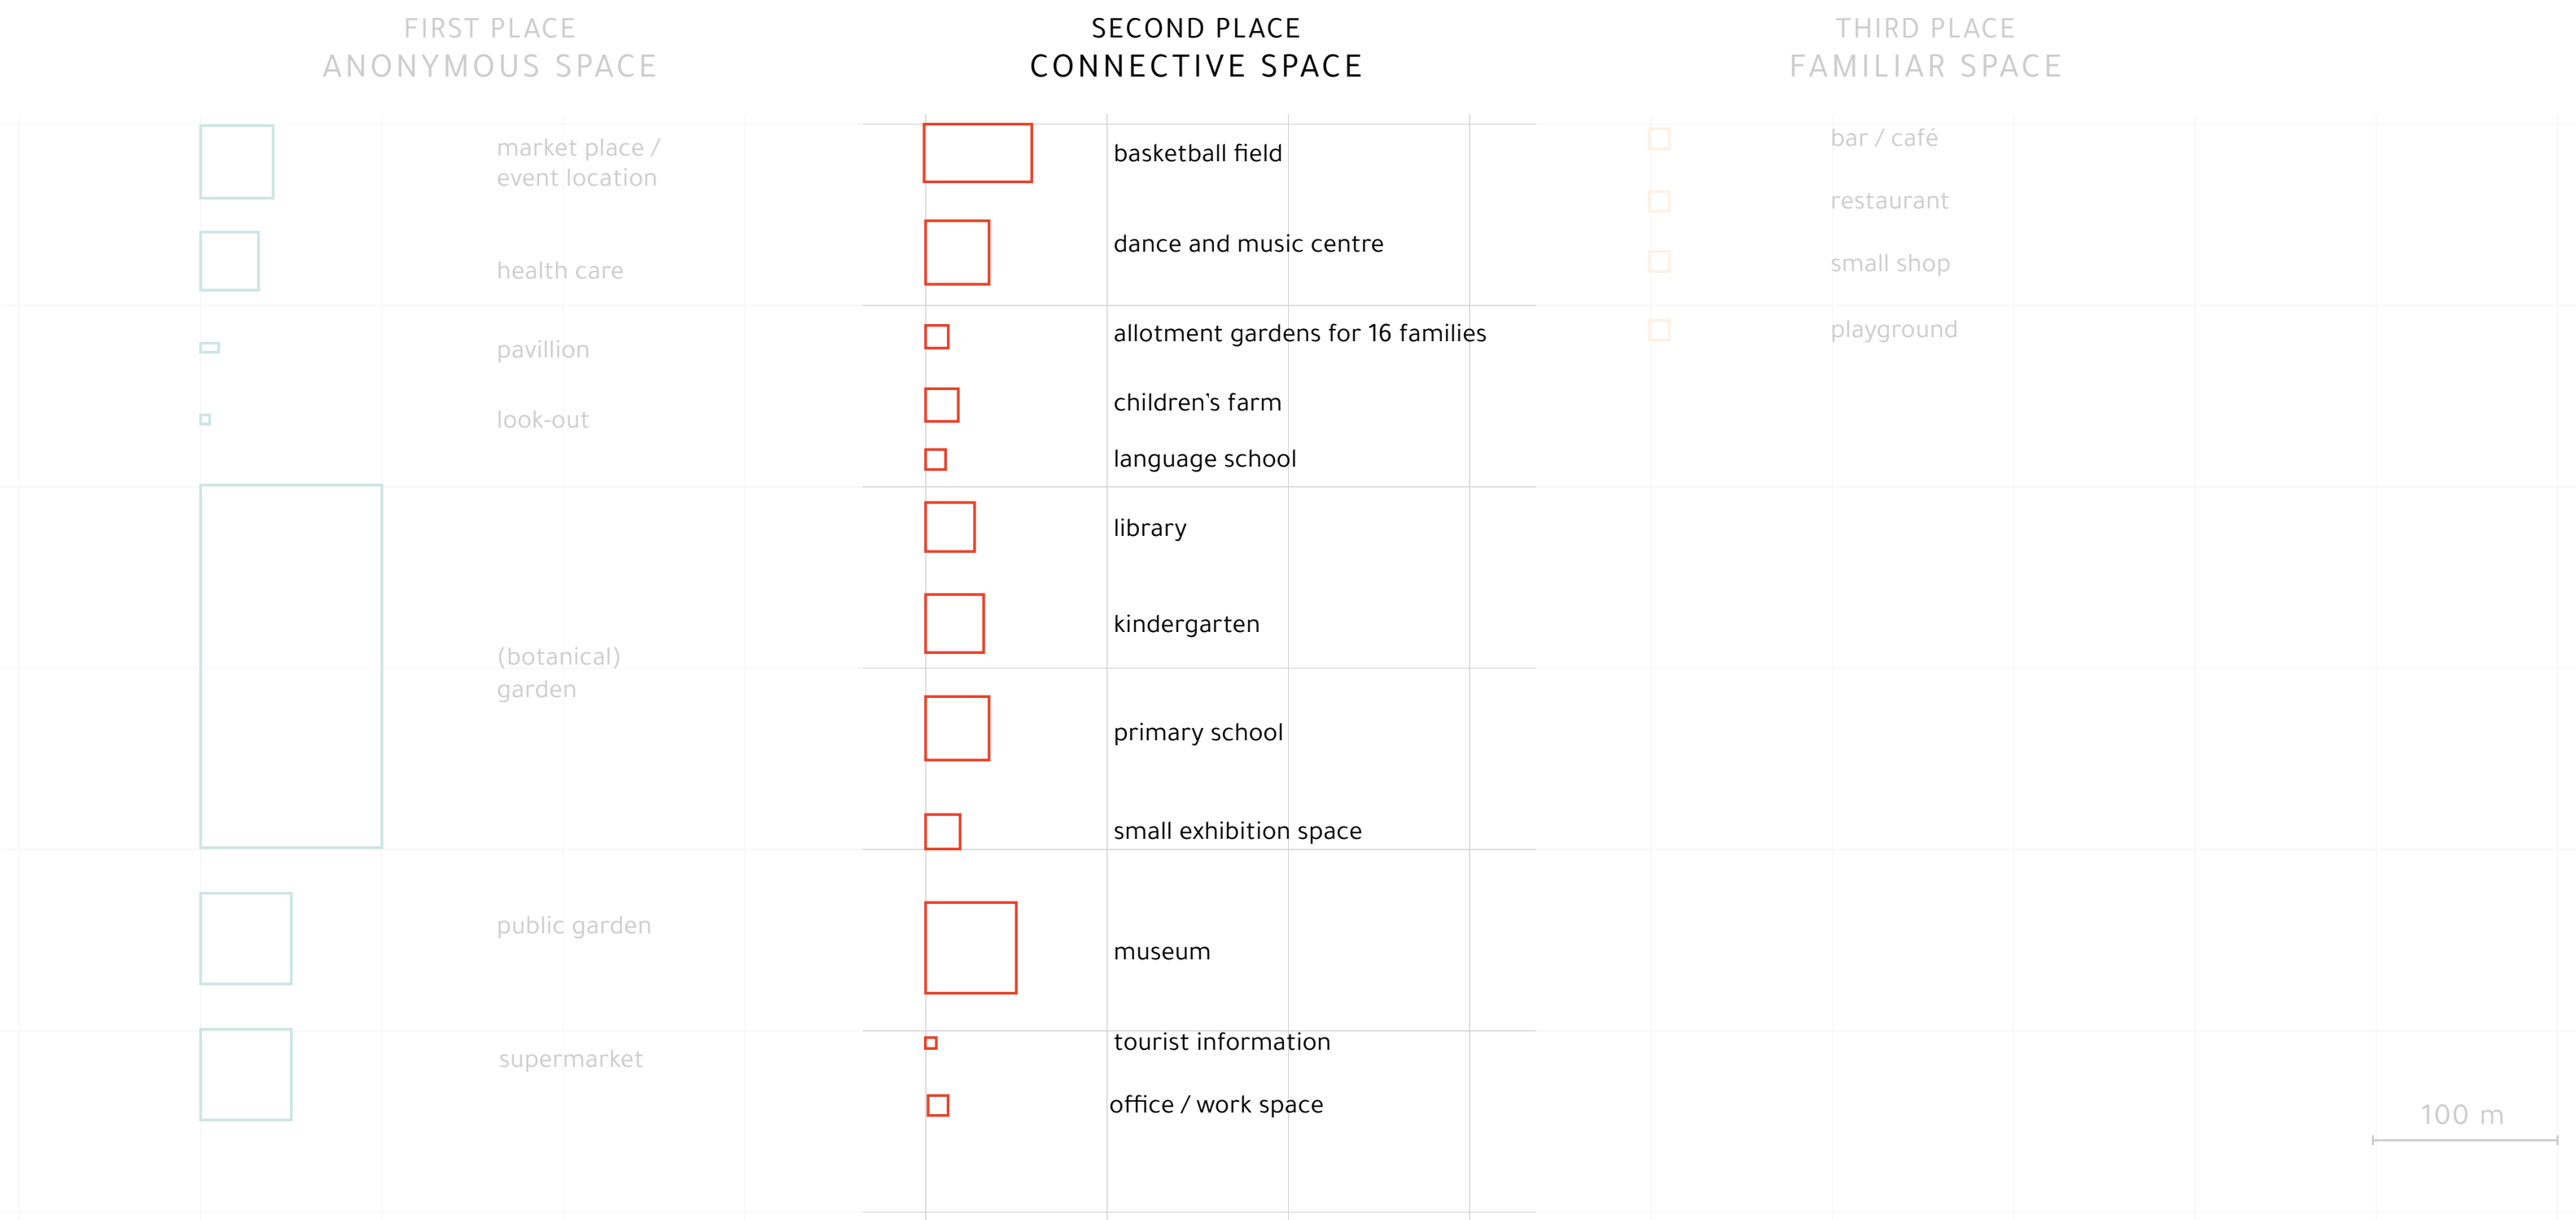 FIRST PLACE
ANONYMOUS SPACE
market place /
event location
health care
pavillion
look-out
(botanical)
garden
public garden
supermarket
SECOND PLACE
CONNECTIVE SPACE
basketball field
dance and music centre
allotment gardens for 16 families
children's farm
language school
library
kindergarten
primary school
small exhibition space
museum
tourist information
office / work space
THIRD PLACE
FAMILIAR SPACE
bar / café
restaurant
small shop
playground
100 m